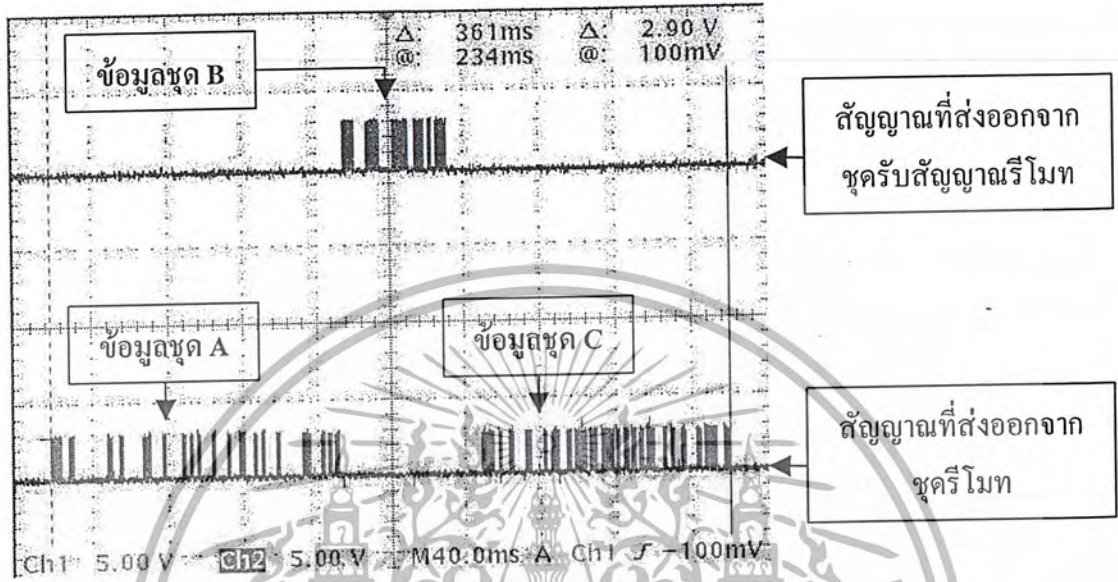 Δ: 361ms Δ: 2.90 V
@: 234ms @: 100mV
ข้อมูลชุด B
สัญญาณที่ส่งออกจาก
ชุดรับสัญญาณรีโมท
ข้อมูลชุด A
ข้อมูลชุด C
สัญญาณที่ส่งออกจาก
ชุดรีโมท
Ch1 5.00 V Ch2 5.00 V M40.0ms A Ch1 ƒ -100mV